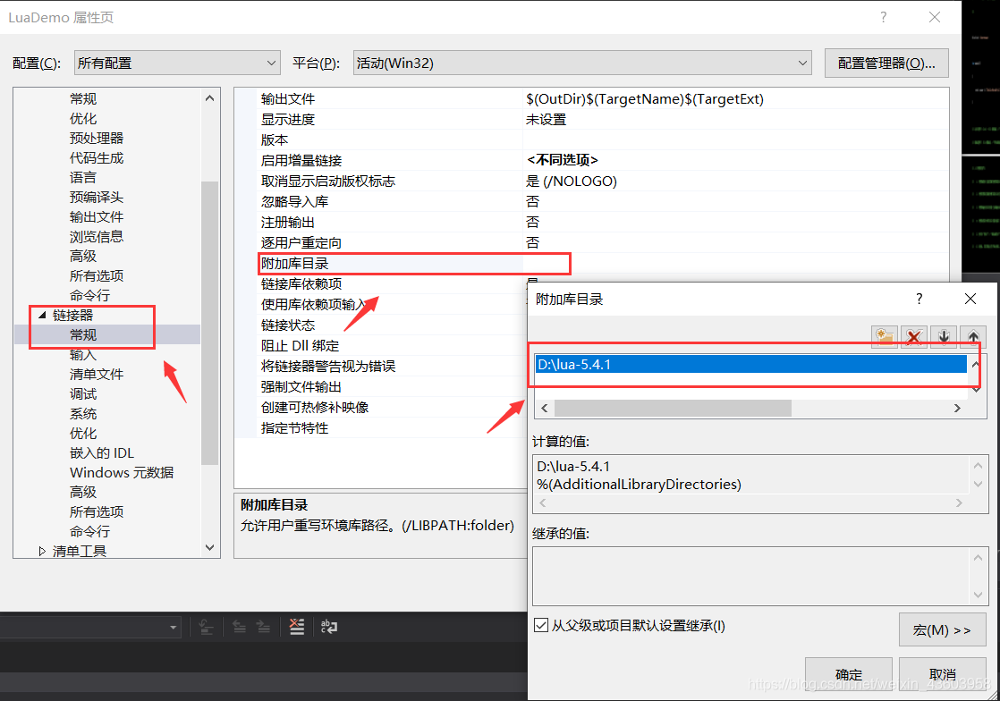 LuaDemo 属性页
配置(C):
所有配置
平台(P):
活动(Win32)
配置管理器(O)...
常规
优化
预处理器
代码生成
语言
预编译头
输出文件
浏览信息
高级
所有选项
命令行
链接器
常规
输入
清单文件
调试
系统
优化
嵌入的 IDL
Windows 元数据
高级
所有选项
命令行
清单工具
输出文件 $(OutDir)$(TargetName)$(TargetExt)
显示进度 未设置
版本
启用增量链接 <不同选项>
取消显示启动版权标志 是 (/NOLOGO)
忽略导入库 否
注册输出 否
逐用户重定向 否
附加库目录
链接库依赖项
使用库依赖项输入
链接状态
阻止 Dll 绑定
将链接器警告视为错误
强制文件输出
创建可热修补映像
指定节特性
附加库目录
允许用户重写环境库路径。(/LIBPATH:folder)
附加库目录
D:\lua-5.4.1
计算的值:
D:\lua-5.4.1
%(AdditionalLibraryDirectories)
继承的值:
从父级或项目默认设置继承(I)
宏(M) >>
确定
取消